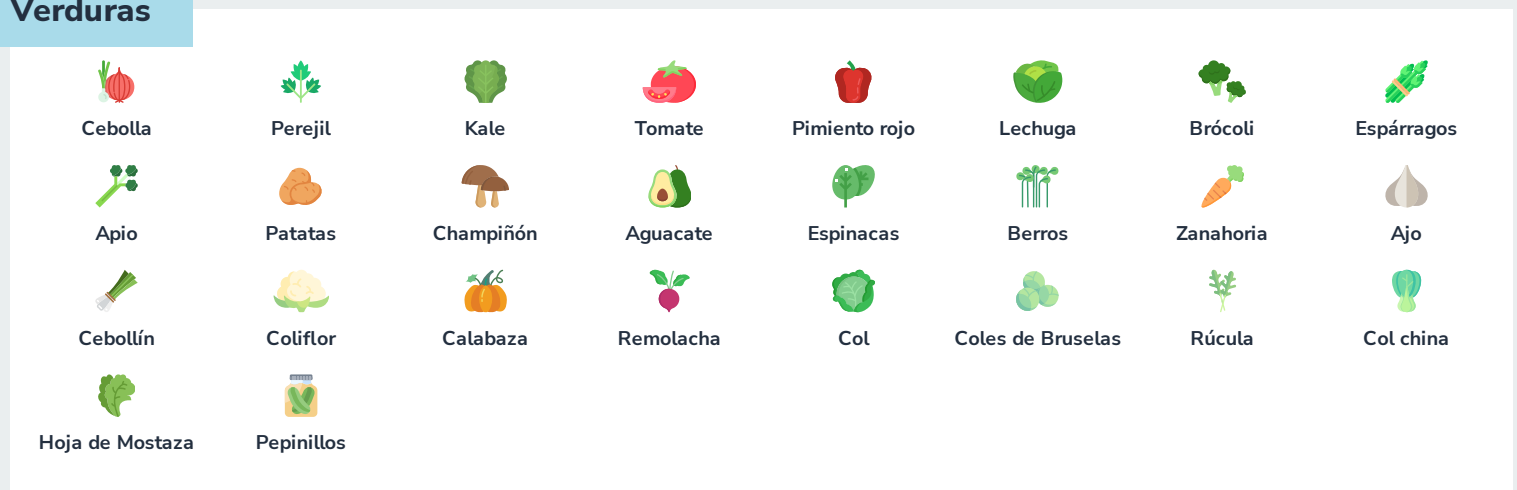 Verduras
Cebolla
Perejil
Kale
Tomate
Pimiento rojo
Lechuga
Brócoli
Espárragos
Apio
Patatas
Champiñón
Aguacate
Espinacas
Berros
Zanahoria
Ajo
Cebollín
Coliflor
Calabaza
Remolacha
Col
Coles de Bruselas
Rúcula
Col china
Hoja de Mostaza
Pepinillos